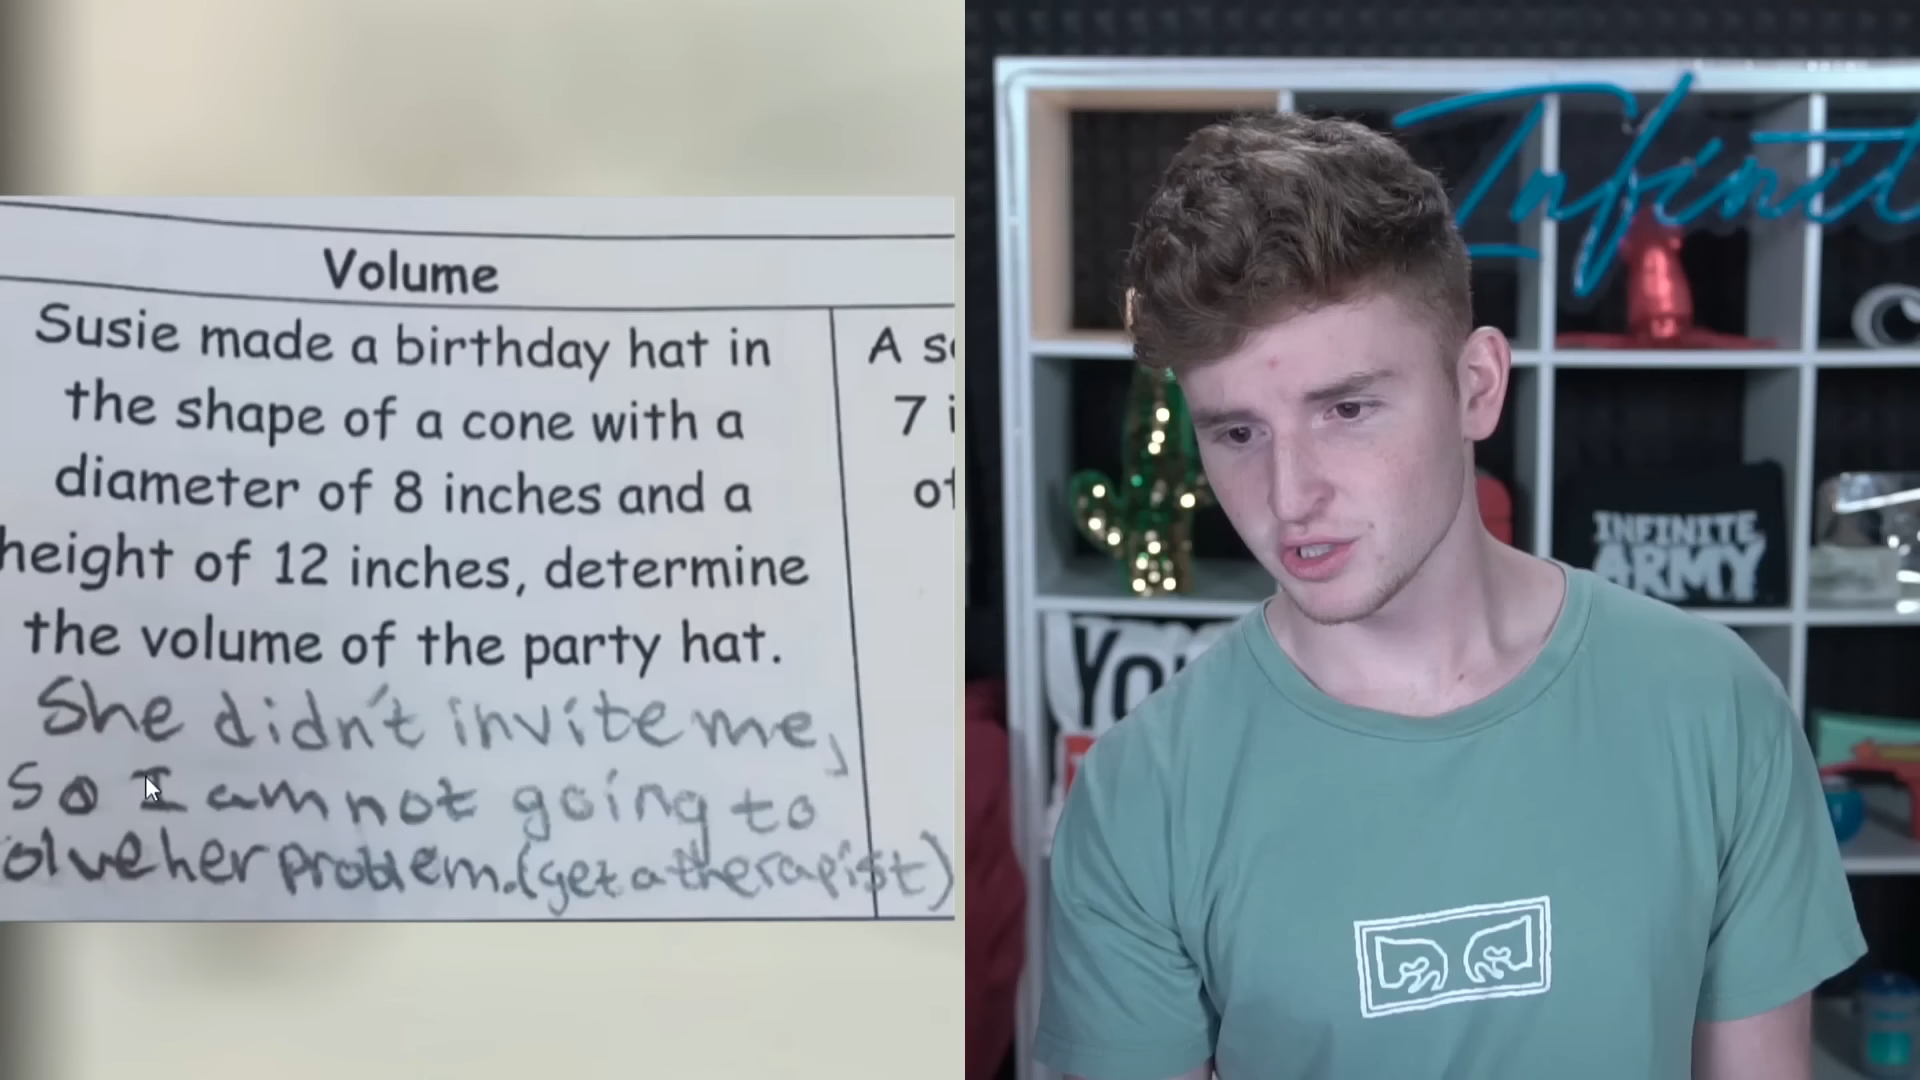 Volume
Susie made a birthday hat in
the shape of a cone with a
diameter of 8 inches and a
height of 12 inches, determine
the volume of the party hat.
She didn't invite me,
so I am not going to
olve her problem. (get a therapist)
A
7
Infinit
INFINITE
ARMY
YO